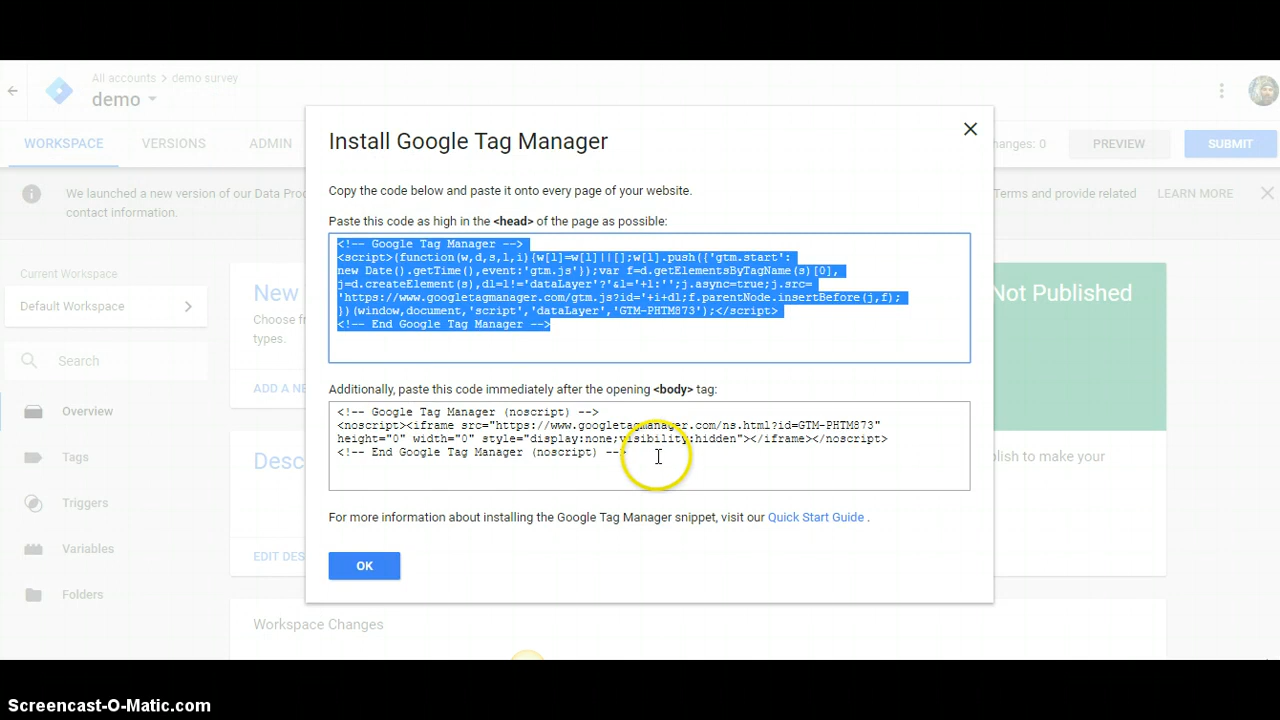 All accounts > demo survey
demo
WORKSPACE
VERSIONS
ADMIN
anges: 0
PREVIEW
SUBMIT
We launched a new version of our Data Proc
Terms and provide related
LEARN MORE
contact information.
Install Google Tag Manager
Copy the code below and paste it onto every page of your website.
Paste this code as high in the <head> of the page as possible:
<!-- Google Tag Manager -->
<script>(function(w,d,s,l,i){w[l]=w[l]||[];w[l].push({'gtm.start':
new Date().getTime(),event:'gtm.js'});var f=d.getElementsByTagName(s)[0],
j=d.createElement(s),dl=l!='dataLayer'?'&l='+l:'';j.async=true;j.src=
'https://www.googletagmanager.com/gtm.js?id='+i+dl;f.parentNode.insertBefore(j,f);
})(window,document,'script','dataLayer','GTM-PHTM873');</script>
<!-- End Google Tag Manager -->
Additionally, paste this code immediately after the opening <body> tag:
<!-- Google Tag Manager (noscript) -->
<noscript><iframe src="https://www.googletagmanager.com/ns.html?id=GTM-PHTM873"
height="0" width="0" style="display:none;visibility:hidden"></iframe></noscript>
<!-- End Google Tag Manager (noscript) -->
For more information about installing the Google Tag Manager snippet, visit our Quick Start Guide .
OK
Current Workspace
Default Workspace
Search
Overview
Tags
Triggers
Variables
Folders
New
Choose fr
types.
ADD A NE
Desc
EDIT DES
Not Published
blish to make your
Workspace Changes
Screencast-O-Matic.com